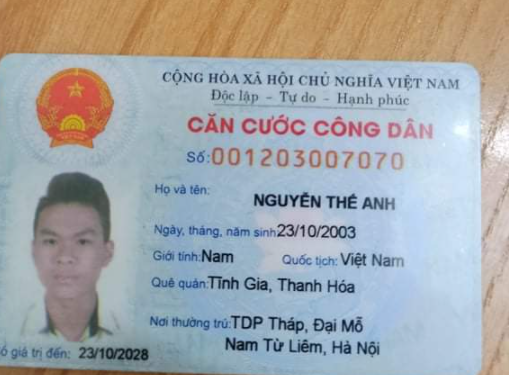 CỘNG HÒA XÃ HỘI CHỦ NGHĨA VIỆT NAM
Độc lập - Tự do - Hạnh phúc
CĂN CƯỚC CÔNG DÂN
Số: 001203007070
Họ và tên:
NGUYỄN THẾ ANH
Ngày, tháng, năm sinh 23/10/2003
Giới tính: Nam Quốc tịch: Việt Nam
Quê quán: Tĩnh Gia, Thanh Hóa
Nơi thường trú: TDP Tháp, Đại Mỗ
Nam Từ Liêm, Hà Nội
ó giá trị đến: 23/10/2028